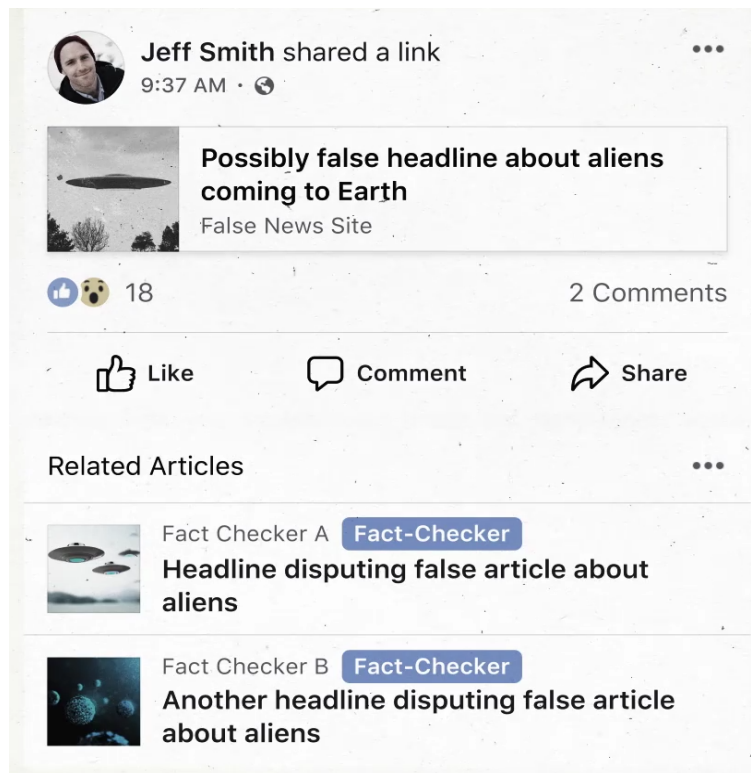 Jeff Smith shared a link
9:37 AM ·
Possibly false headline about aliens
coming to Earth
False News Site
18
2 Comments
Like
Comment
Share
Related Articles
Fact Checker A Fact-Checker
Headline disputing false article about
aliens
Fact Checker B Fact-Checker
Another headline disputing false article
about aliens